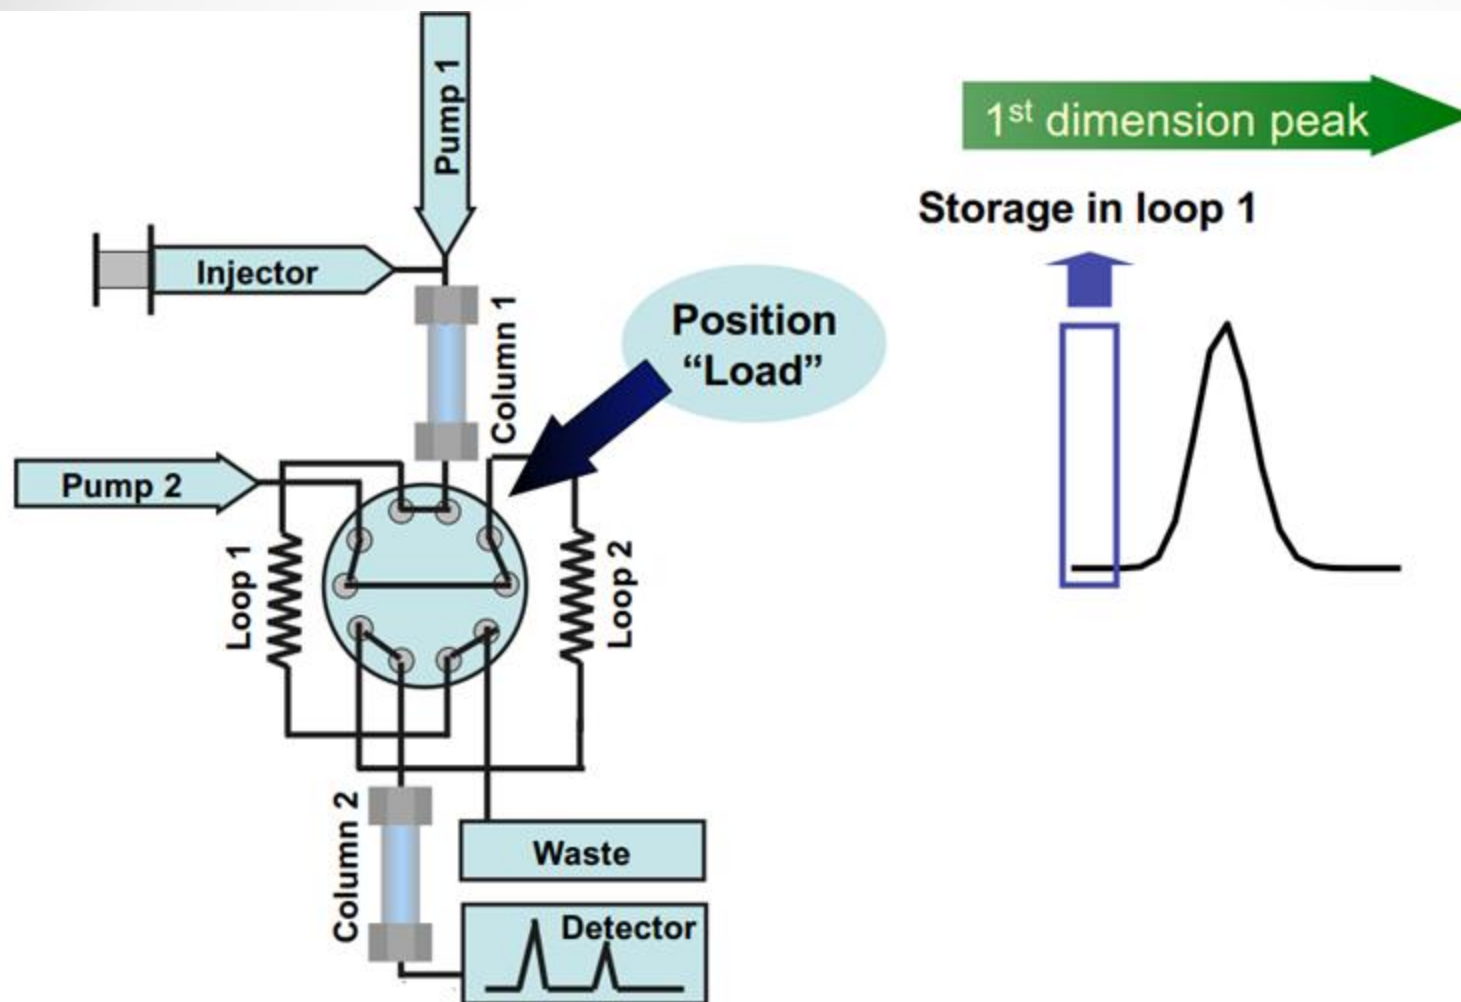 Pump 1
1st dimension peak
Storage in loop 1
Injector
Column 1
Position
“Load”
Pump 2
Loop 1
Loop 2
Column 2
Waste
Detector